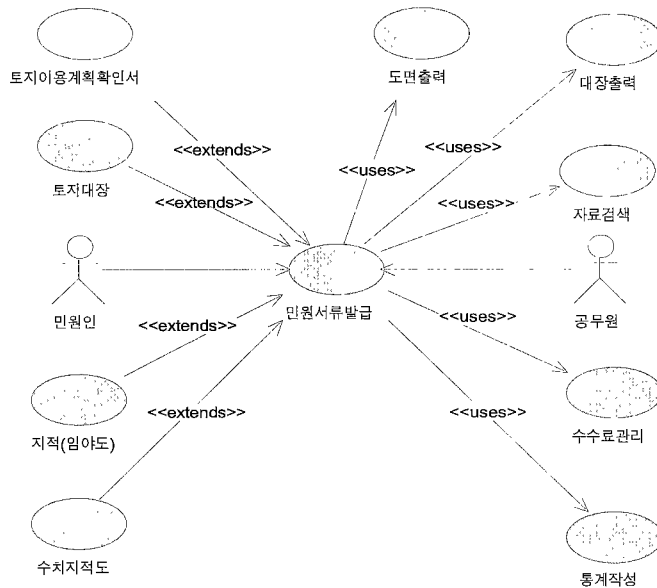 토지이용계획확인서
도면출력
대장출력
<<extends>>
<<uses>>
<<uses>>
토자대장
<<extends>>
<<uses>>
자료검색
민원인
민원서류발급
공무원
<<extends>>
<<uses>>
<<extends>>
<<uses>>
지적(임야도)
수수료관리
수치지적도
통계작성